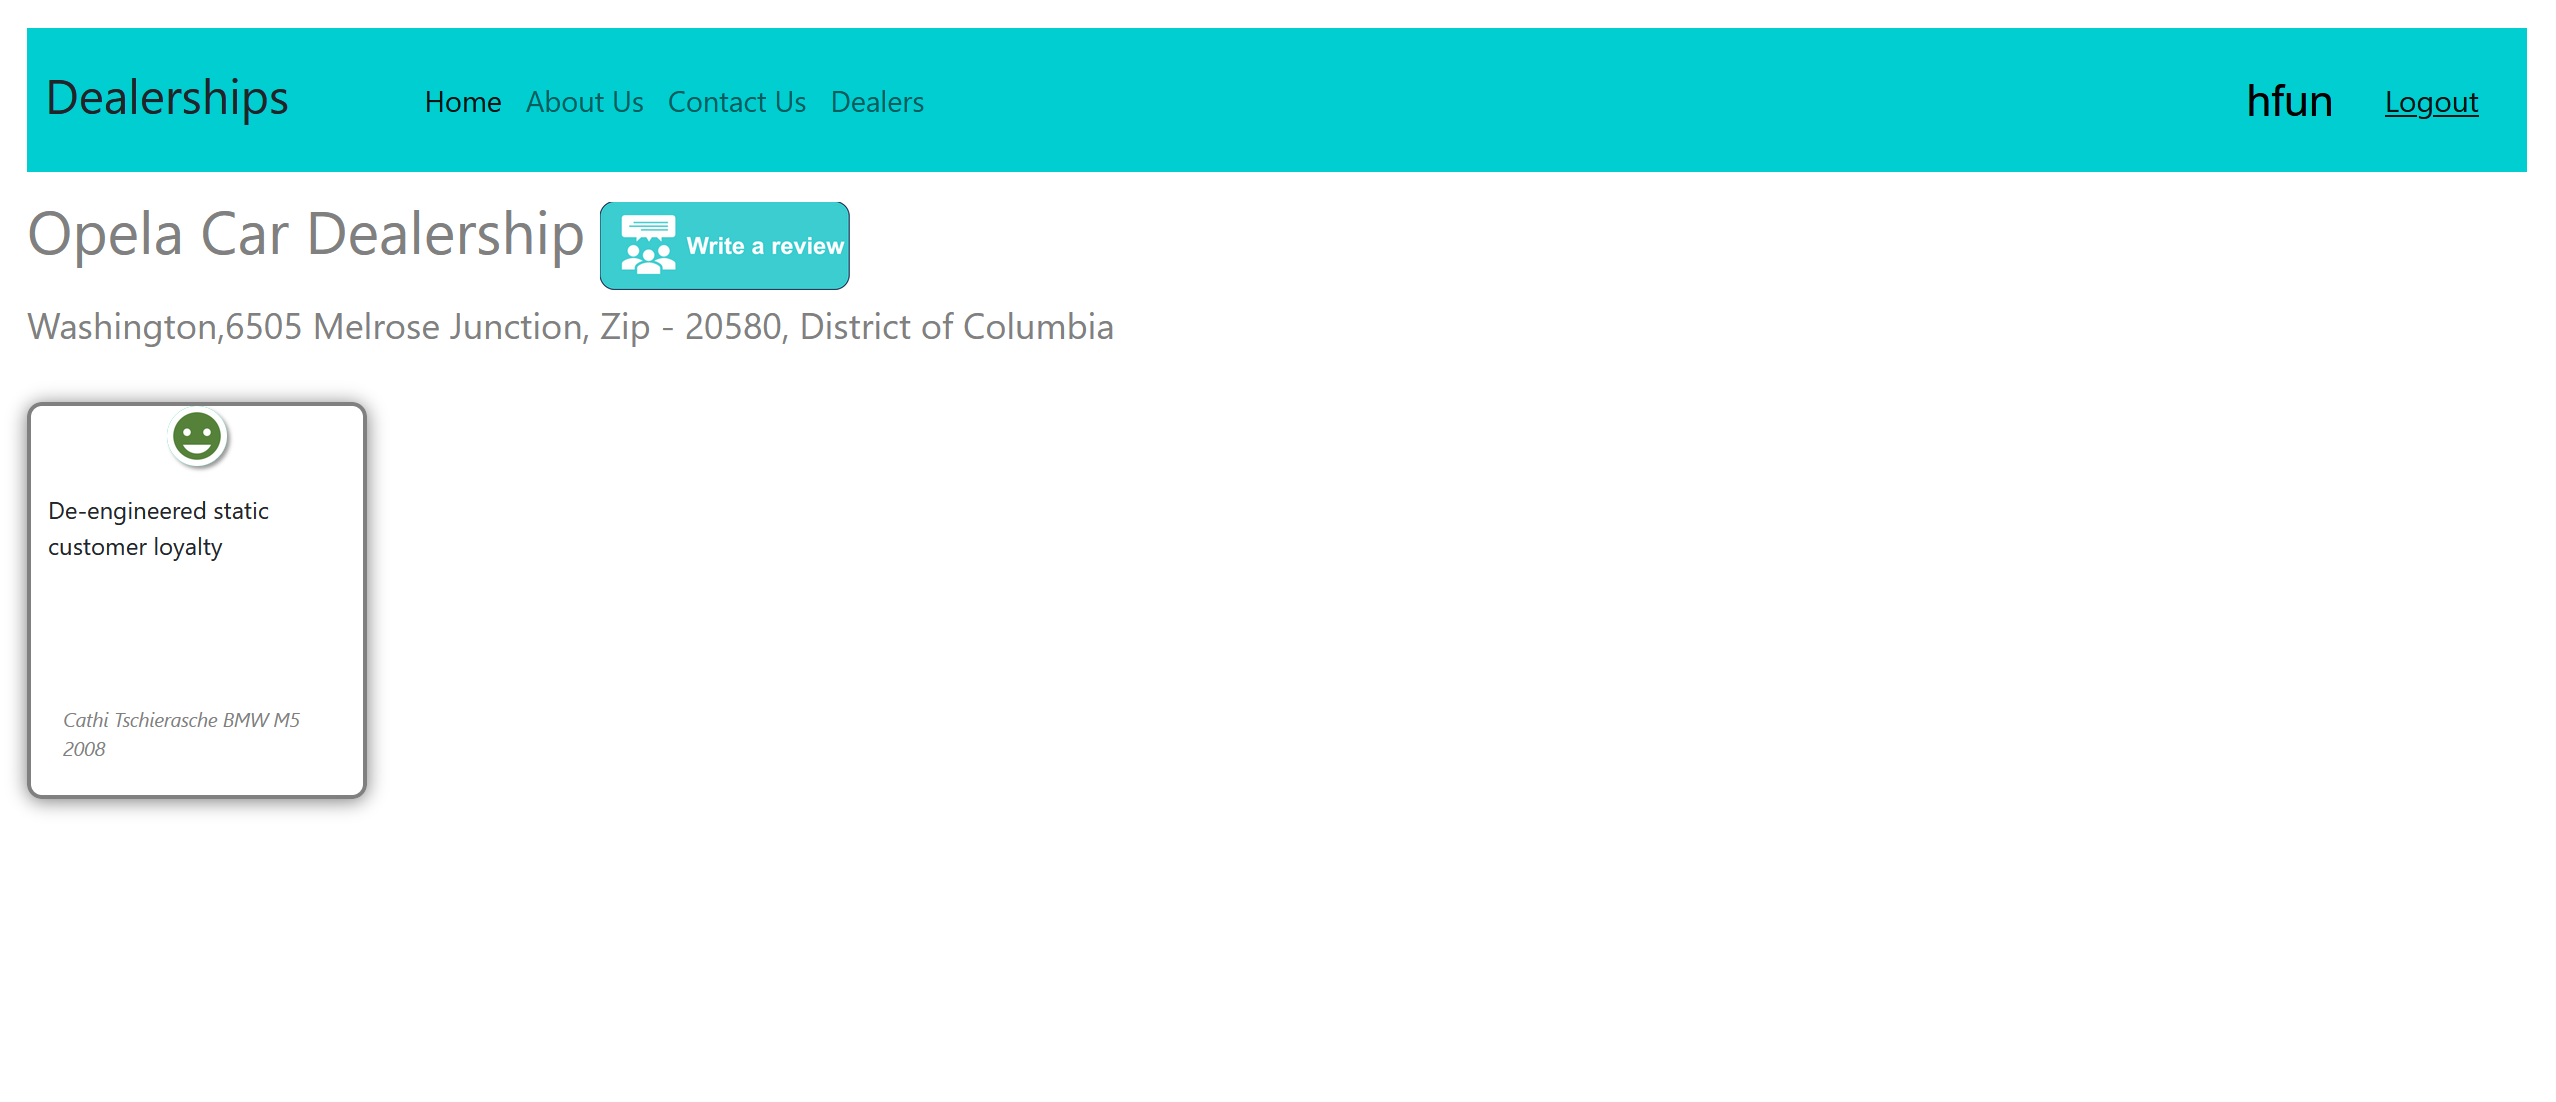 Dealerships Home About Us Contact Us Dealers hfun Logout
Opela Car Dealership Write a review
Washington,6505 Melrose Junction, Zip - 20580, District of Columbia
De-engineered static
customer loyalty
Cathi Tschierasche BMW M5
2008